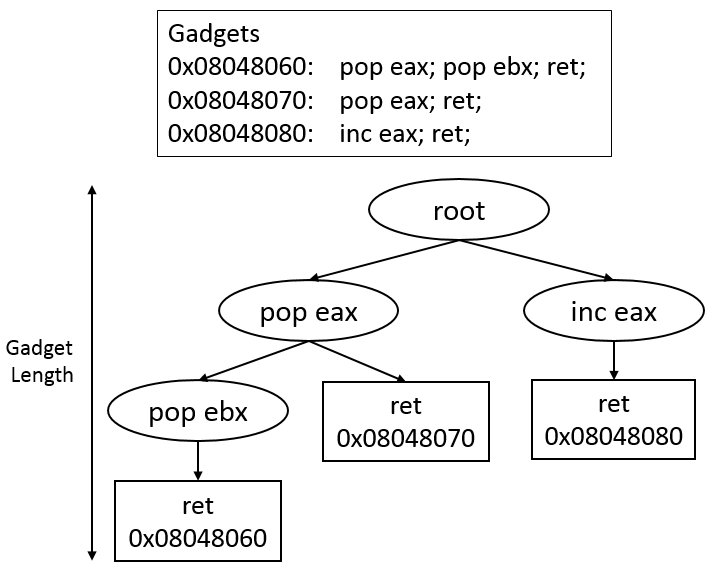 Gadgets
0x08048060: pop eax; pop ebx; ret;
0x08048070: pop eax; ret;
0x08048080: inc eax; ret;
root
pop eax
inc eax
Gadget
Length
pop ebx
ret
0x08048070
ret
0x08048080
ret
0x08048060